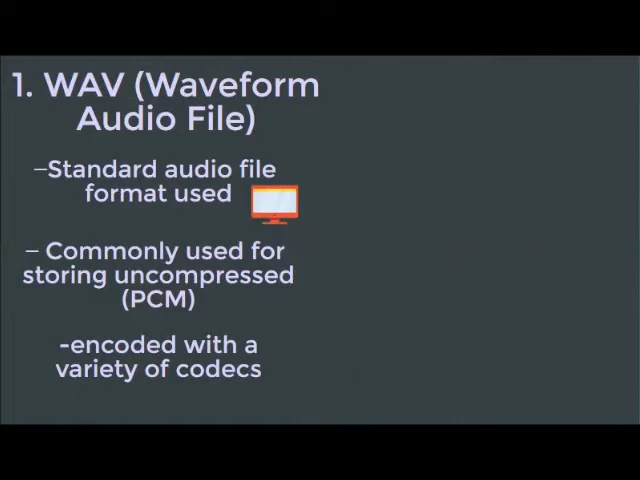 1. WAV (Waveform
Audio File)
–Standard audio file
format used
– Commonly used for
storing uncompressed
(PCM)
-encoded with a
variety of codecs